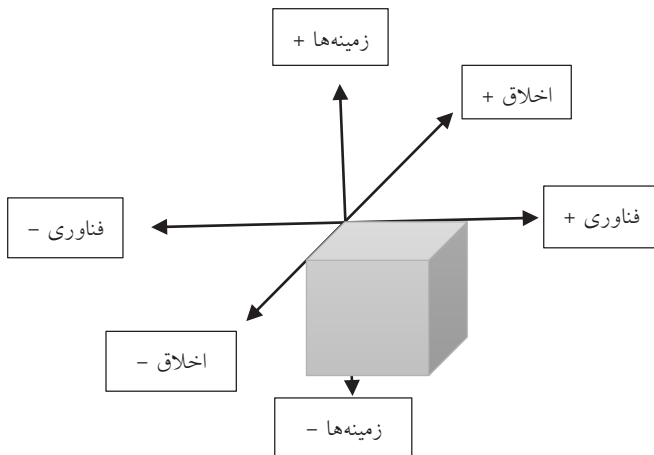 زمینه‌ها +
اخلاق +
فناوری +
فناوری –
اخلاق –
زمینه‌ها –